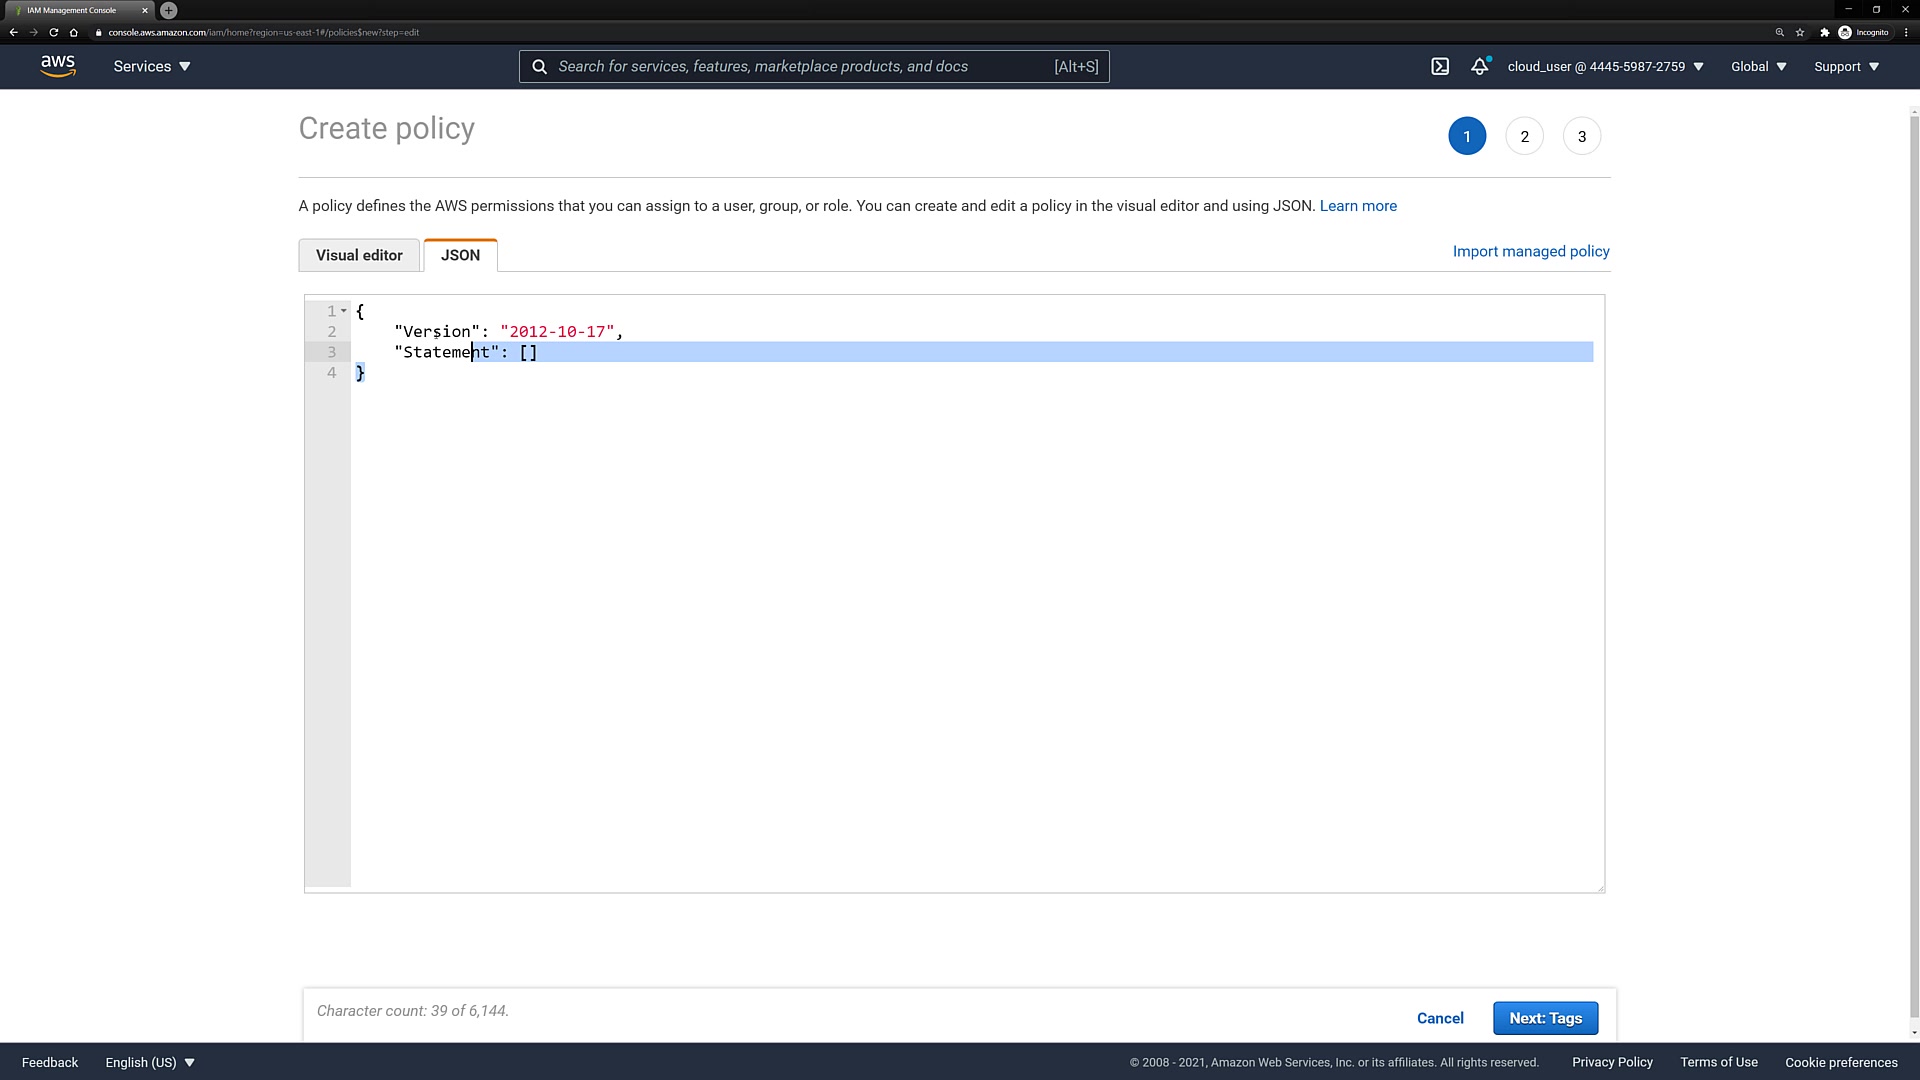 IAM Management Console
console.aws.amazon.com/iam/home?region=us-east-1#/policies$new?step=edit
Incognito
aws
Services
Search for services, features, marketplace products, and docs [Alt+S]
cloud_user @ 4445-5987-2759
Global
Support
Create policy
1 2 3
A policy defines the AWS permissions that you can assign to a user, group, or role. You can create and edit a policy in the visual editor and using JSON. Learn more
Visual editor
JSON
Import managed policy
1 {
2 "Version": "2012-10-17",
3 "Statement": []
4 }
Character count: 39 of 6,144.
Cancel
Next: Tags
Feedback
English (US)
© 2008 - 2021, Amazon Web Services, Inc. or its affiliates. All rights reserved.
Privacy Policy
Terms of Use
Cookie preferences